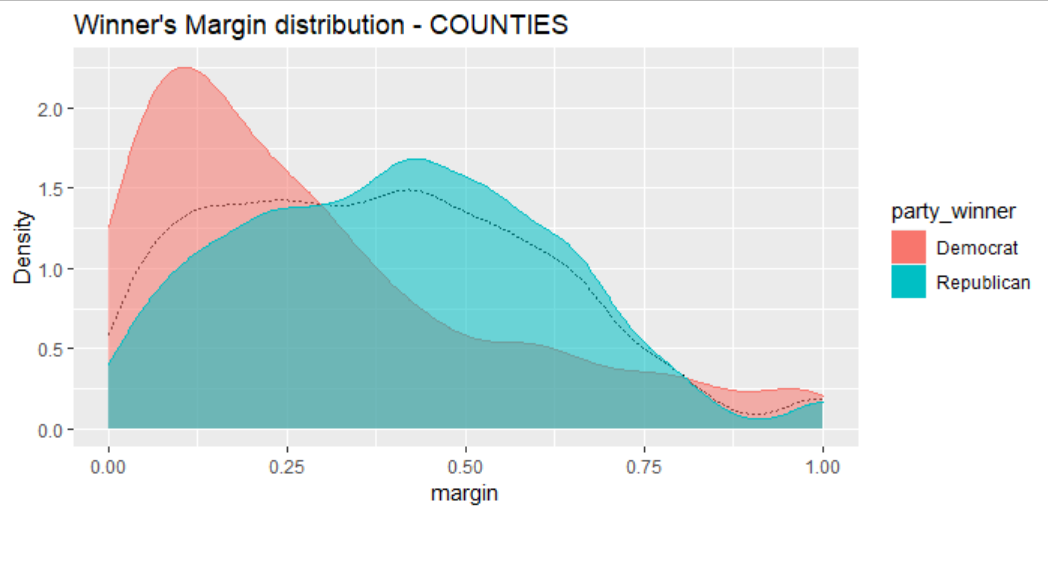 Winner's Margin distribution - COUNTIES
Density
2.0
1.5
1.0
0.5
0.0
0.00 0.25 0.50 0.75 1.00
margin
party_winner
Democrat
Republican